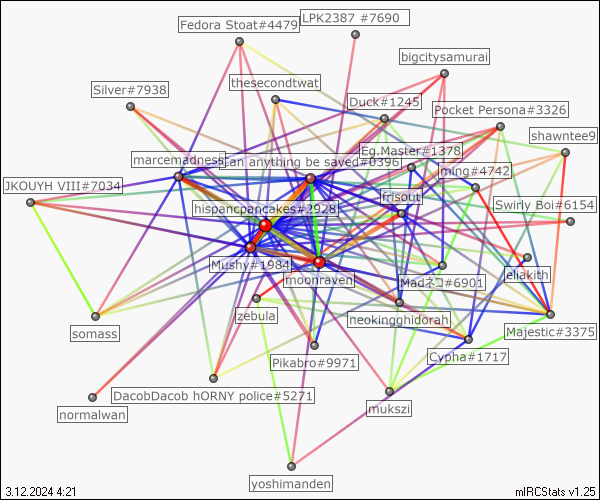 LPK2387 #7690
Fedora Stoat#4479
bigcitysamurai
thesecondtwat
Silver#7938
Duck#1245
Pocket Persona#3326
shawntee9
Eg.Master#1378
marcemadness
can anything be saved#0396
ming#4742
JKOUYH VIII#7034
frisout
Swirly Boi#6154
hispancpancakes#2928
Mushy#1984
moonraven
Madネコ#6901
eliakith
zebula
neokingghidorah
somass
Majestic#3375
Pikabro#9971
Cypha#1717
DacobDacob hORNY police#5271
normalwan
mukszi
yoshimanden
3.12.2024 4:21
mIRCStats v1.25